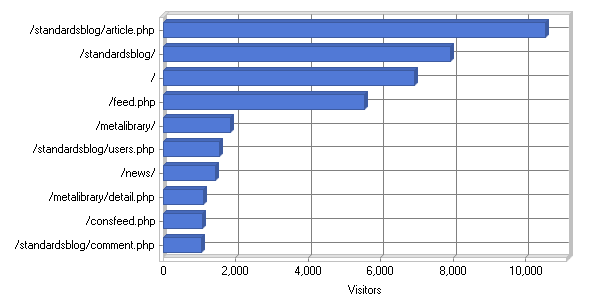 /standardsblog/article.php
/standardsblog/
/
/feed.php
/metalibrary/
/standardsblog/users.php
/news/
/metalibrary/detail.php
/consfeed.php
/standardsblog/comment.php
0 2,000 4,000 6,000 8,000 10,000
Visitors